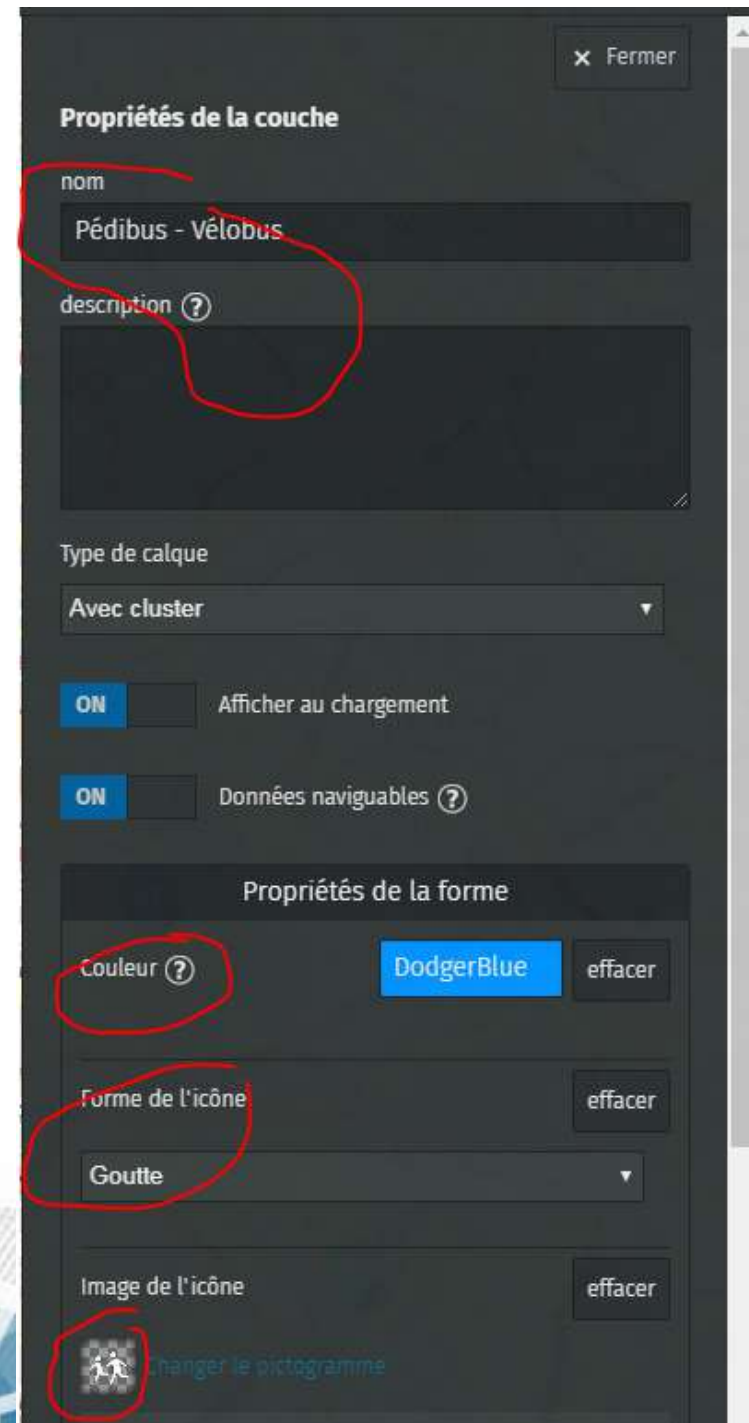 × Fermer
Propriétés de la couche
nom
Pédibus - Vélobus
description ?
Type de calque
Avec cluster
ON Afficher au chargement
ON Données naviguables ?
Propriétés de la forme
Couleur ? DodgerBlue effacer
Forme de l'icône effacer
Goutte
Image de l'icône effacer
Changer le pictogramme